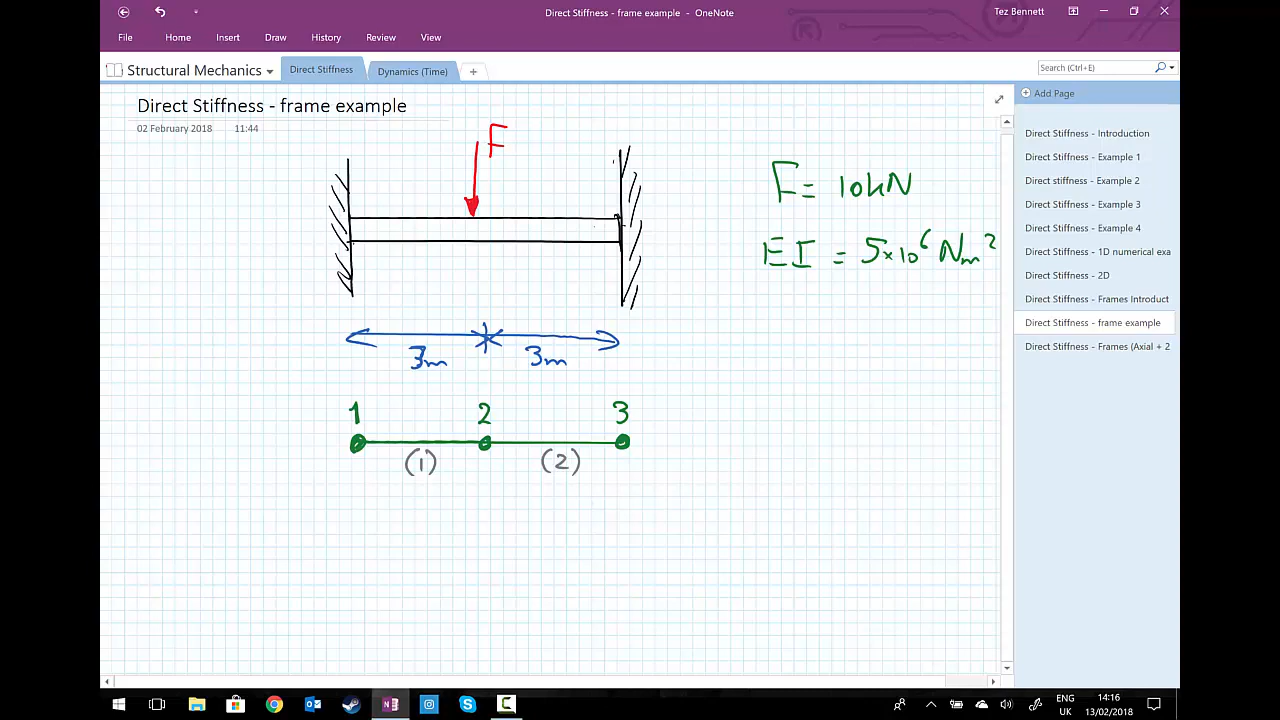 Direct Stiffness - frame example - OneNote
Tez Bennett
File Home Insert Draw History Review View
Structural Mechanics
Direct Stiffness
Dynamics (Time)
+
Search (Ctrl+E)
Direct Stiffness - frame example
02 February 2018 11:44
F
F = 10kN
EI = 5×10⁶ Nm²
3m 3m
1 2 3
(1) (2)
Add Page
Direct Stiffness - Introduction
Direct Stiffness - Example 1
Direct stiffness - Example 2
Direct Stiffness - Example 3
Direct Stiffness - Example 4
Direct Stiffness - 1D numerical exa
Direct Stiffness - 2D
Direct Stiffness - Frames Introduct
Direct Stiffness - frame example
Direct Stiffness - Frames (Axial + 2
ENG
UK
14:16
13/02/2018